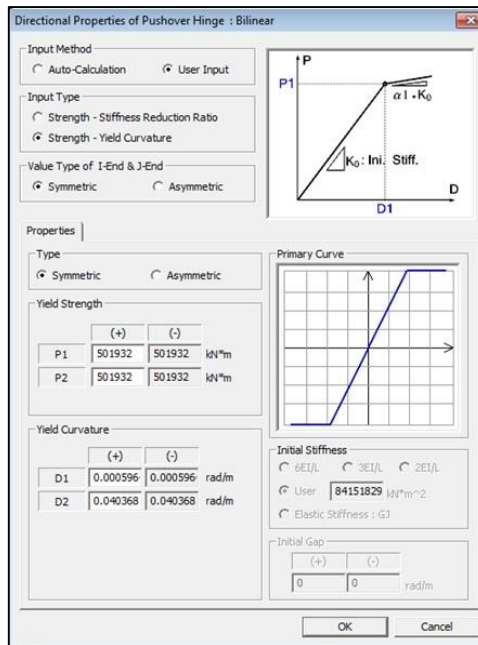 Directional Properties of Pushover Hinge : Bilinear
Input Method
Auto-Calculation User Input
Input Type
Strength - Stiffness Reduction Ratio
Strength - Yield Curvature
Value Type of I-End & J-End
Symmetric Asymmetric
P
P1
α1•K0
K0: Ini. Stiff.
D
D1
Properties
Type
Symmetric Asymmetric
Yield Strength
(+) (-)
P1 501932 501932 kN*m
P2 501932 501932 kN*m
Yield Curvature
(+) (-)
D1 0.000596 0.000596 rad/m
D2 0.040368 0.040368 rad/m
Primary Curve
Initial Stiffness
6EI/L 3EI/L 2EI/L
User 84151829 kN*m^2
Elastic Stiffness : GJ
Initial Gap
(+) (-)
0 0 rad/m
OK Cancel